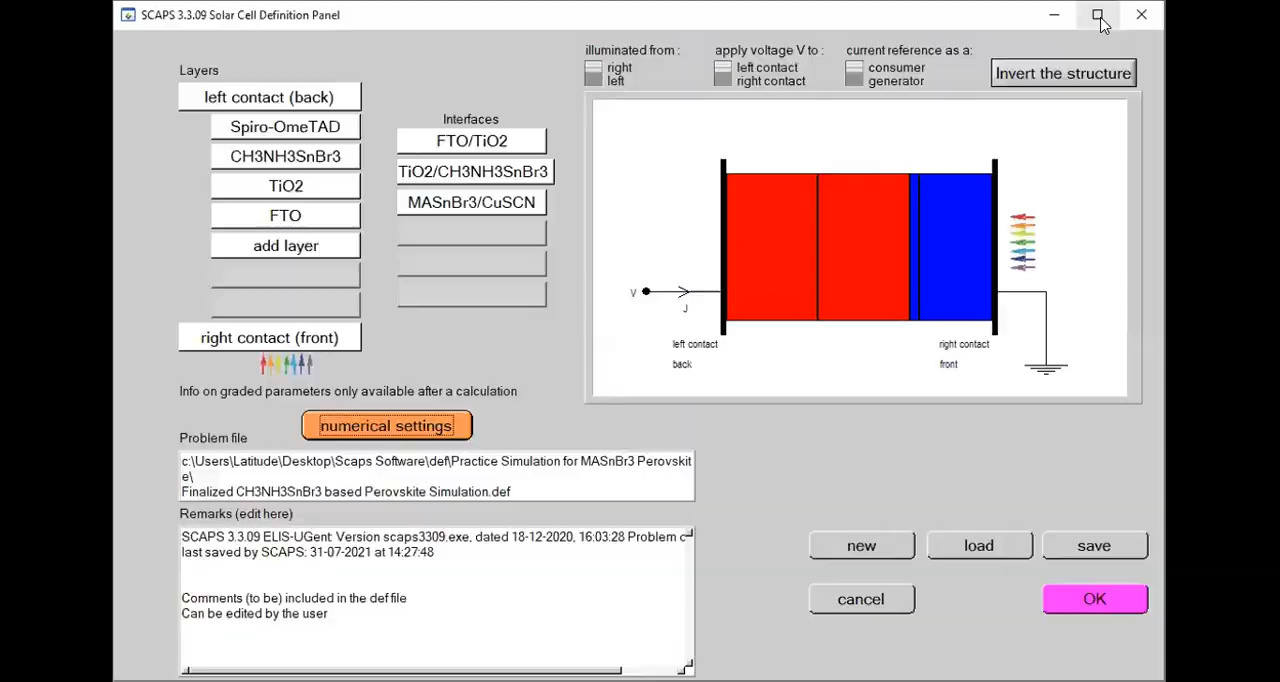 SCAPS 3.3.09 Solar Cell Definition Panel
Layers
left contact (back)
Spiro-OmeTAD
CH3NH3SnBr3
TiO2
FTO
add layer
right contact (front)
Interfaces
FTO/TiO2
TiO2/CH3NH3SnBr3
MASnBr3/CuSCN
illuminated from :
right
left
apply voltage V to :
left contact
right contact
current reference as a:
consumer
generator
Invert the structure
V
J
left contact
back
right contact
front
Info on graded parameters only available after a calculation
numerical settings
Problem file
c:\Users\Latitude\Desktop\Scaps Software\def\Practice Simulation for MASnBr3 Perovskit
e\
Finalized CH3NH3SnBr3 based Perovskite Simulation.def
Remarks (edit here)
SCAPS 3.3.09 ELIS-UGent: Version scaps3309.exe, dated 18-12-2020, 16:03:28 Problem c
last saved by SCAPS: 31-07-2021 at 14:27:48
Comments (to be) included in the def file
Can be edited by the user
new
load
save
cancel
OK